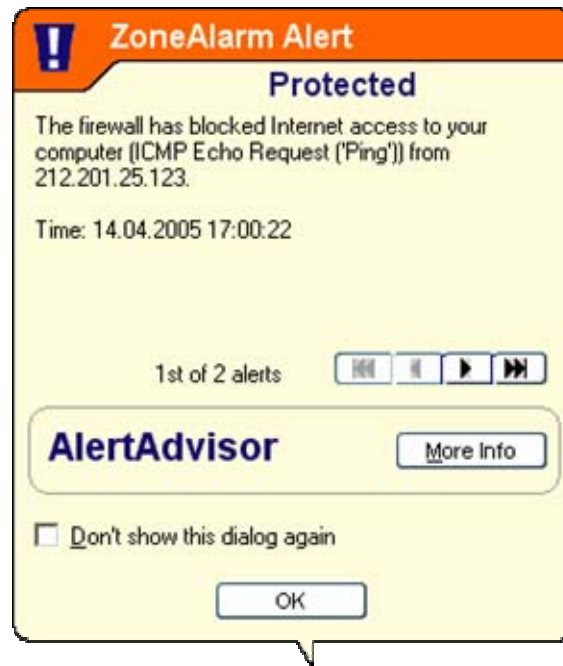 ZoneAlarm Alert
Protected
The firewall has blocked Internet access to your
computer (ICMP Echo Request ('Ping')) from
212.201.25.123.
Time: 14.04.2005 17:00:22
1st of 2 alerts
AlertAdvisor
More Info
Don't show this dialog again
OK